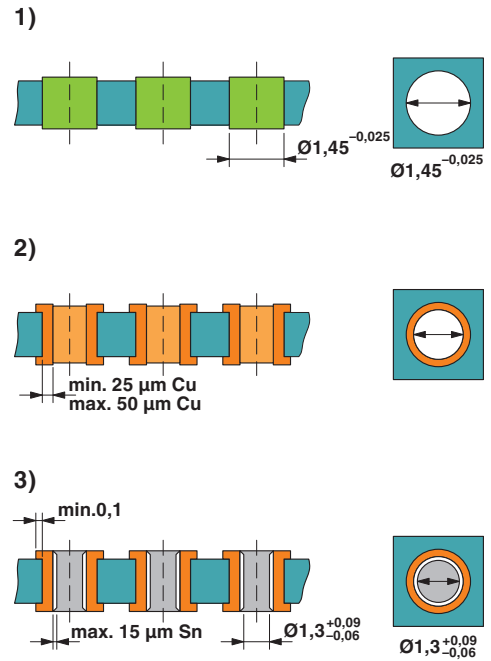 1)
Ø1,45 −0,025
Ø1,45 −0,025
2)
min. 25 µm Cu
max. 50 µm Cu
3)
min.0,1
max. 15 µm Sn
Ø1,3 +0,09 −0,06
Ø1,3 +0,09 −0,06